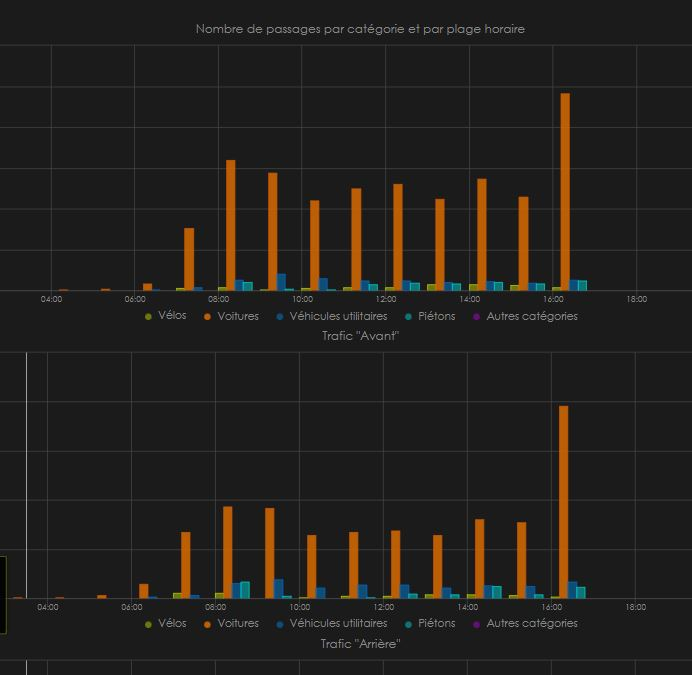 Nombre de passages par catégorie et par plage horaire
04:00 06:00 08:00 10:00 12:00 14:00 16:00 18:00
Vélos Voitures Véhicules utilitaires Piétons Autres catégories
Trafic "Avant"
04:00 06:00 08:00 10:00 12:00 14:00 16:00 18:00
Vélos Voitures Véhicules utilitaires Piétons Autres catégories
Trafic "Arrière"